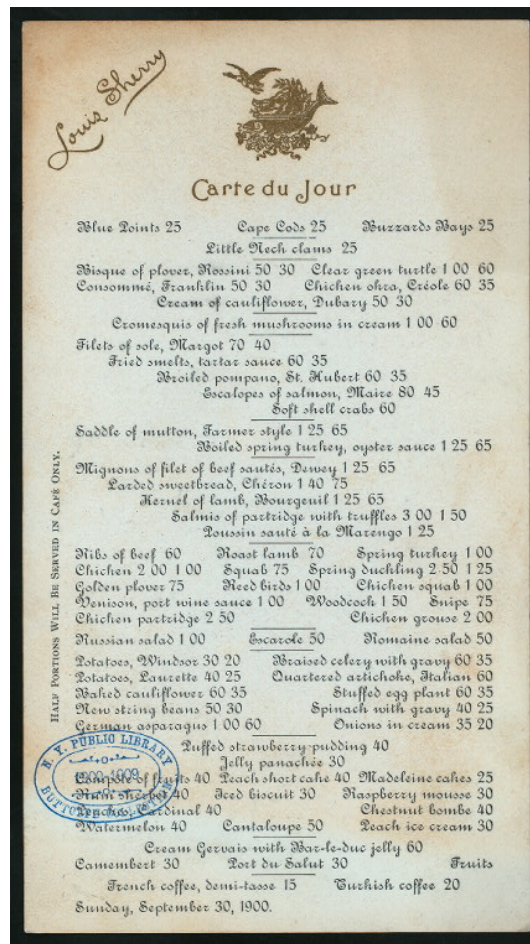 Louis Sherry
Carte du Jour
Blue Points 25 Cape Cods 25 Buzzards Bays 25
Little Neck clams 25
Bisque of plover, Rossini 50 30 Clear green turtle 1 00 60
Consommé, Franklin 50 30 Chicken okra, Créole 60 35
Cream of cauliflower, Dubary 50 30
Cromesquis of fresh mushrooms in cream 1 00 60
Filets of sole, Margot 70 40
Fried smelts, tartar sauce 60 35
Broiled pompano, St. Hubert 60 35
Escalopes of salmon, Maire 80 45
Soft shell crabs 60
Saddle of mutton, Farmer style 1 25 65
Boiled spring turkey, oyster sauce 1 25 65
Mignons of filet of beef sautés, Dewey 1 25 65
Larded sweetbread, Chéron 1 40 75
Kernel of lamb, Bourgeuil 1 25 65
Salmis of partridge with truffles 3 00 1 50
Poussin sauté à la Marengo 1 25
Ribs of beef 60 Roast lamb 70 Spring turkey 1 00
Chicken 2 00 1 00 Squab 75 Spring duckling 2 50 1 25
Golden plover 75 Reed birds 1 00 Chicken squab 1 00
Venison, port wine sauce 1 00 Woodcock 1 50 Snipe 75
Chicken partridge 2 50 Chicken grouse 2 00
Russian salad 1 00 Escarole 50 Romaine salad 50
Potatoes, Windsor 30 20 Braised celery with gravy 60 35
Potatoes, Laurette 40 25 Quartered artichoke, Italian 60
Baked cauliflower 60 35 Stuffed egg plant 60 35
New string beans 50 30 Spinach with gravy 40 25
German asparagus 1 00 60 Onions in cream 35 20
Puffed strawberry pudding 40
Jelly panachée 30
Compote of fruits 40 Peach short cake 40 Madeleine cakes 25
Rum sherbet 40 Iced biscuit 30 Raspberry mousse 30
Peaches, Cardinal 40 Chestnut bombe 40
Watermelon 40 Cantaloupe 50 Peach ice cream 30
Cream Gervais with Bar-le-duc jelly 60
Camembert 30 Port du Salut 30 Fruits
French coffee, demi-tasse 15 Turkish coffee 20
Sunday, September 30, 1900.
HALF PORTIONS WILL BE SERVED IN CAFÉ ONLY.
N. Y. PUBLIC LIBRARY
1900-1909
BUTTOLPH COLLECTION